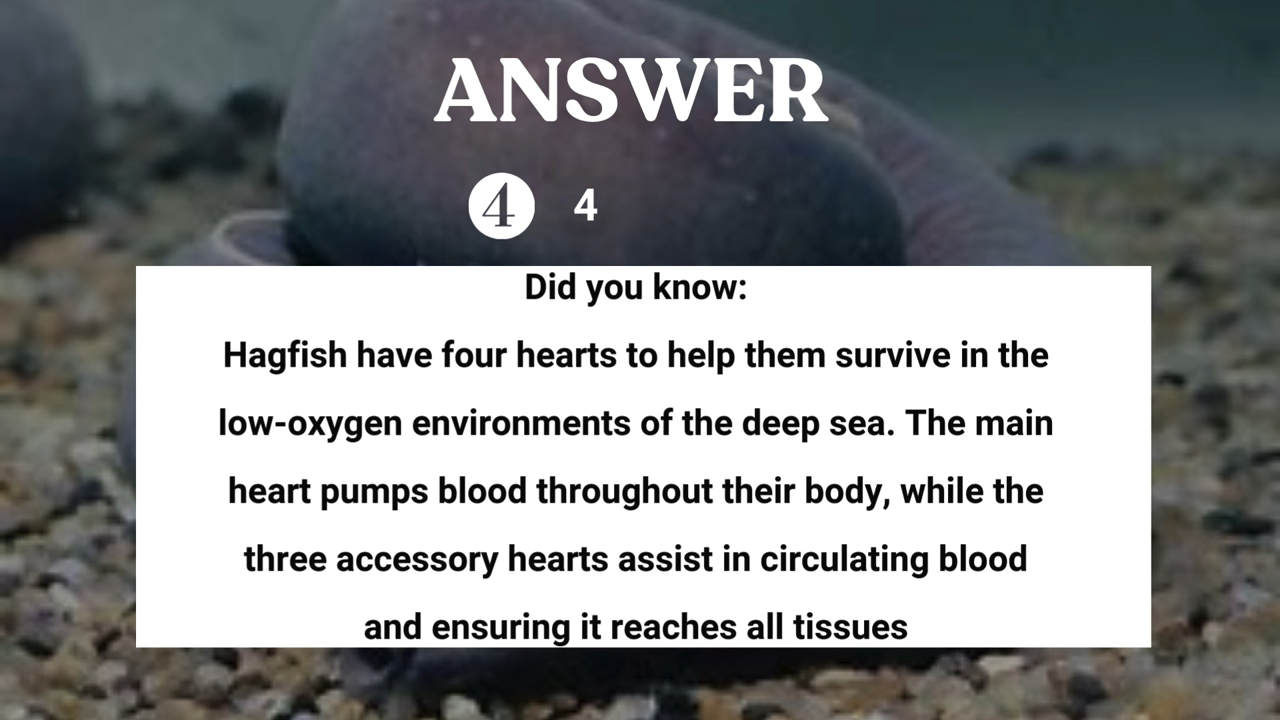 ANSWER
4 4
Did you know:
Hagfish have four hearts to help them survive in the
low-oxygen environments of the deep sea. The main
heart pumps blood throughout their body, while the
three accessory hearts assist in circulating blood
and ensuring it reaches all tissues